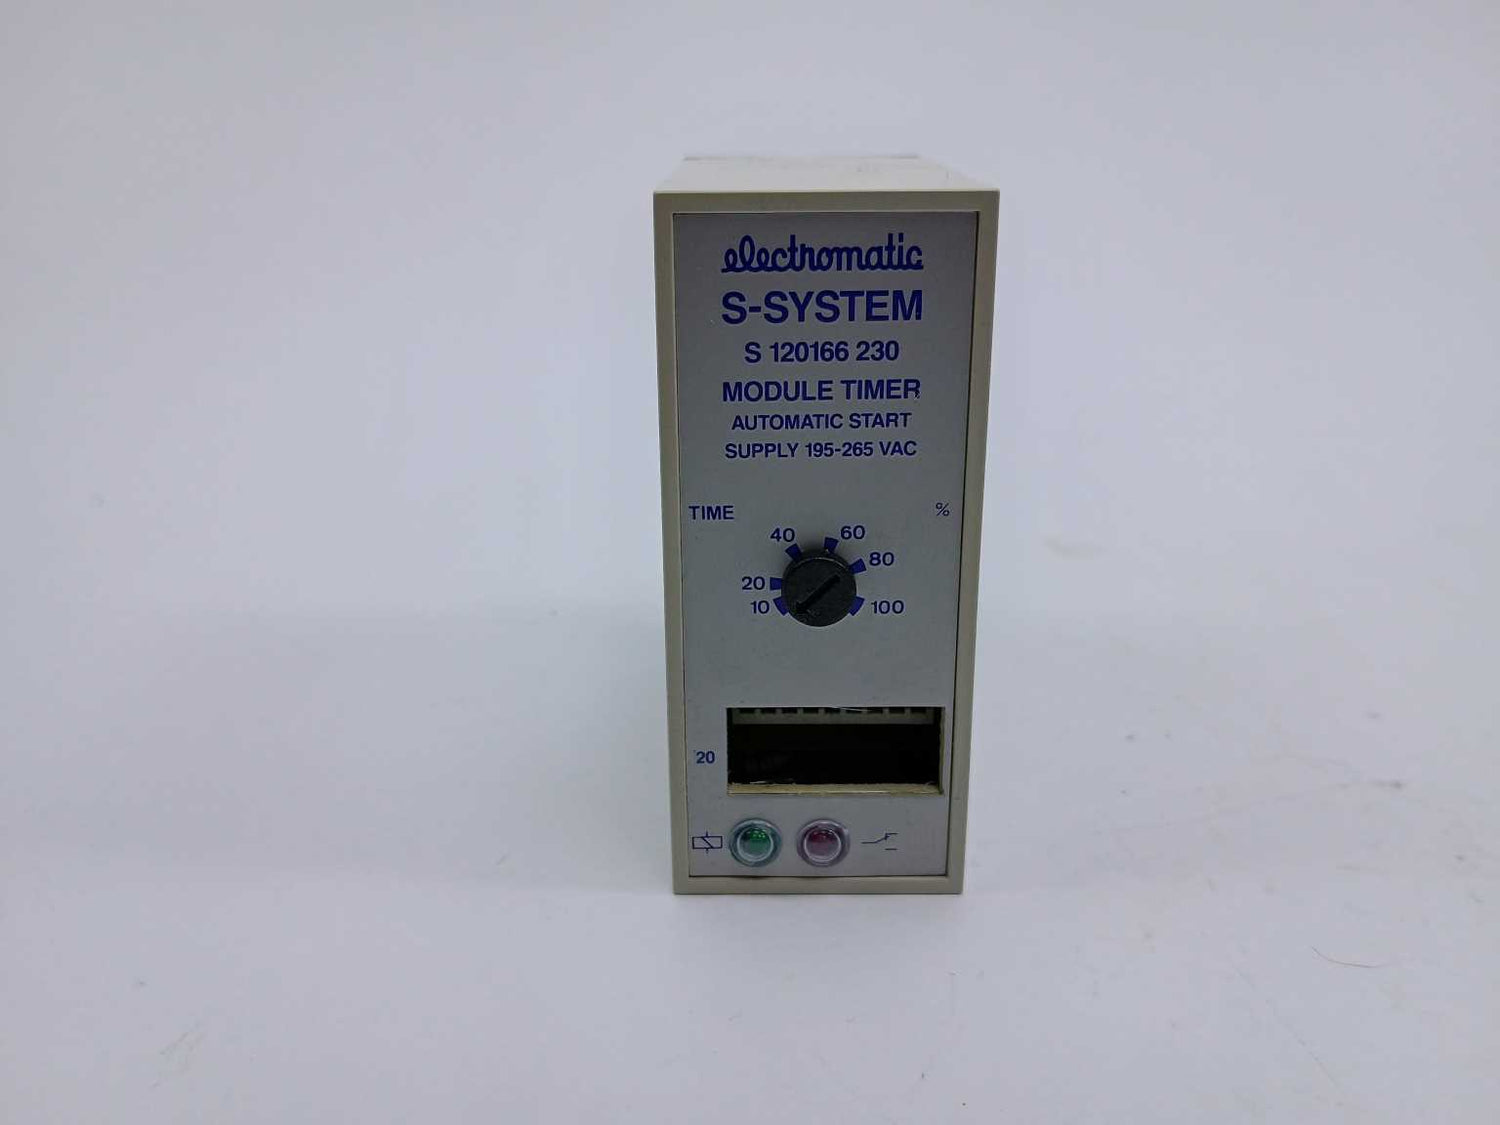 electromatic
S-SYSTEM
S 120166 230
MODULE TIMER
AUTOMATIC START
SUPPLY 195-265 VAC
TIME %
40 60
20 80
10 100
20